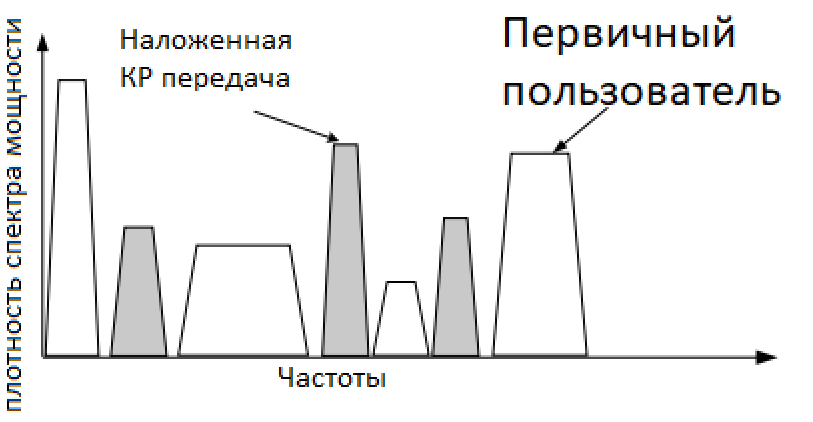 плотность спектра мощности
Наложенная
КР передача
Первичный
пользователь
Частоты